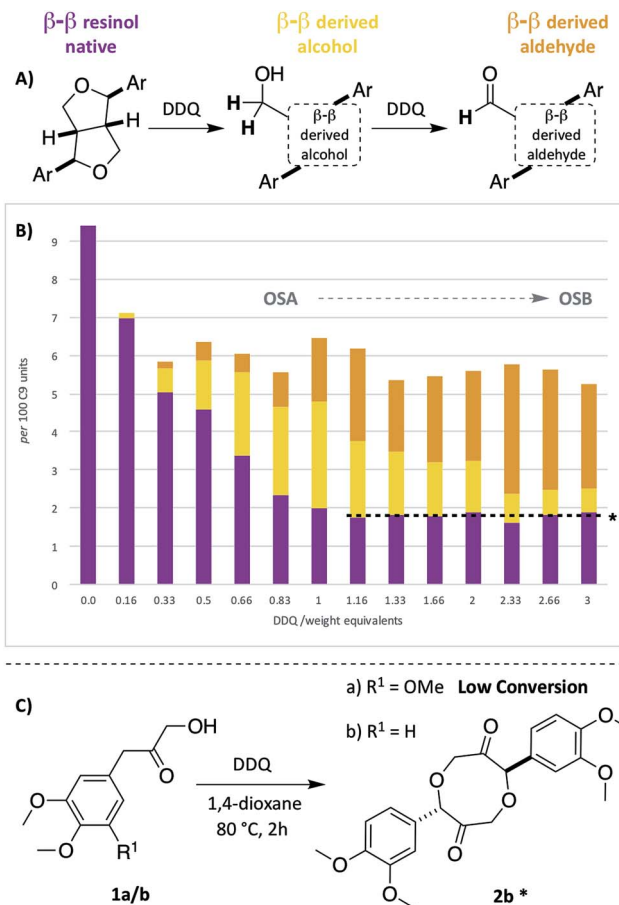 β-β resinol native
β-β derived alcohol
β-β derived aldehyde
A)
O
Ar
H
H
Ar
O
DDQ
OH
H
H
Ar
β-β
derived
alcohol
Ar
DDQ
O
H
Ar
β-β
derived
aldehyde
Ar
B)
per 100 C9 units
9
8
7
6
5
4
3
2
1
0
OSA
OSB
*
0.0 0.16 0.33 0.5 0.66 0.83 1 1.16 1.33 1.66 2 2.33 2.66 3
DDQ /weight equivalents
C)
a) R1 = OMe Low Conversion
b) R1 = H
OH
O
O
O
R1
1a/b
DDQ
1,4-dioxane
80 °C, 2h
O
O
O
O
O
O
O
O
2b *